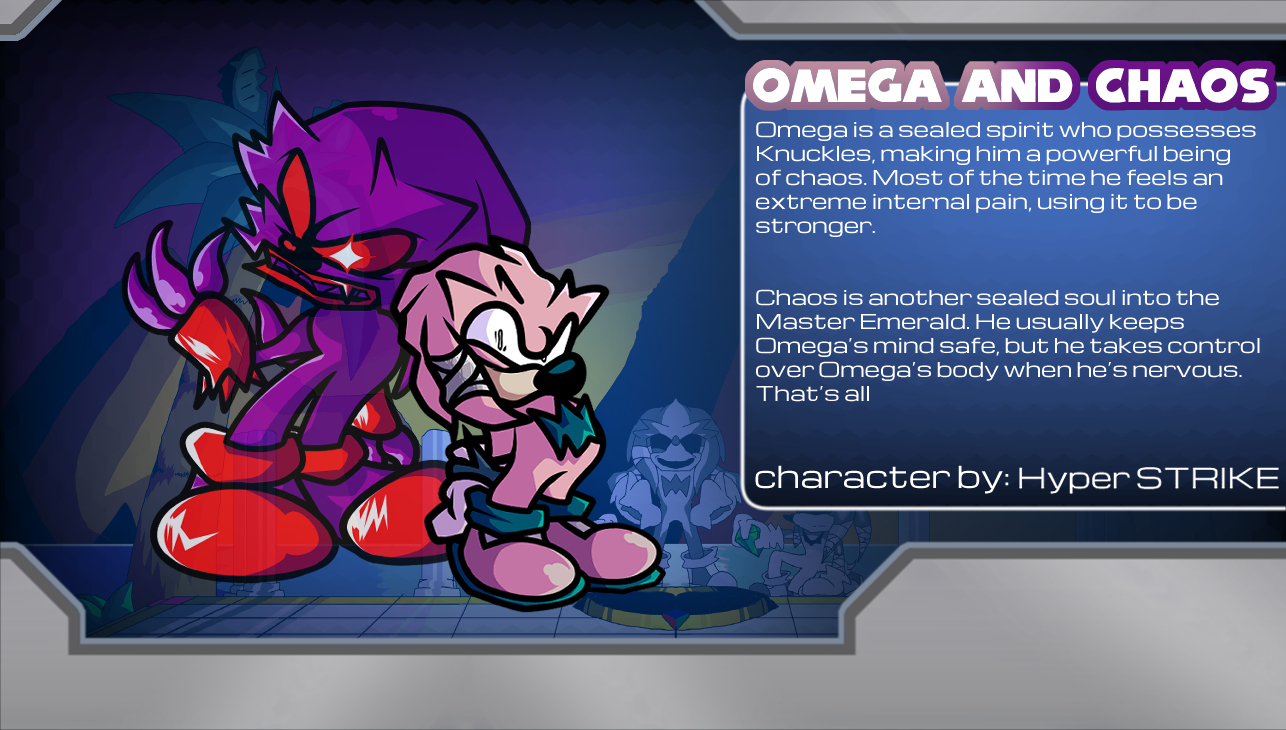 OMEGA AND CHAOS
Omega is a sealed spirit who possesses
Knuckles, making him a powerful being
of chaos. Most of the time he feels an
extreme internal pain, using it to be
stronger.
Chaos is another sealed soul into the
Master Emerald. He usually keeps
Omega's mind safe, but he takes control
over Omega's body when he's nervous.
That's all
character by: Hyper STRIKE